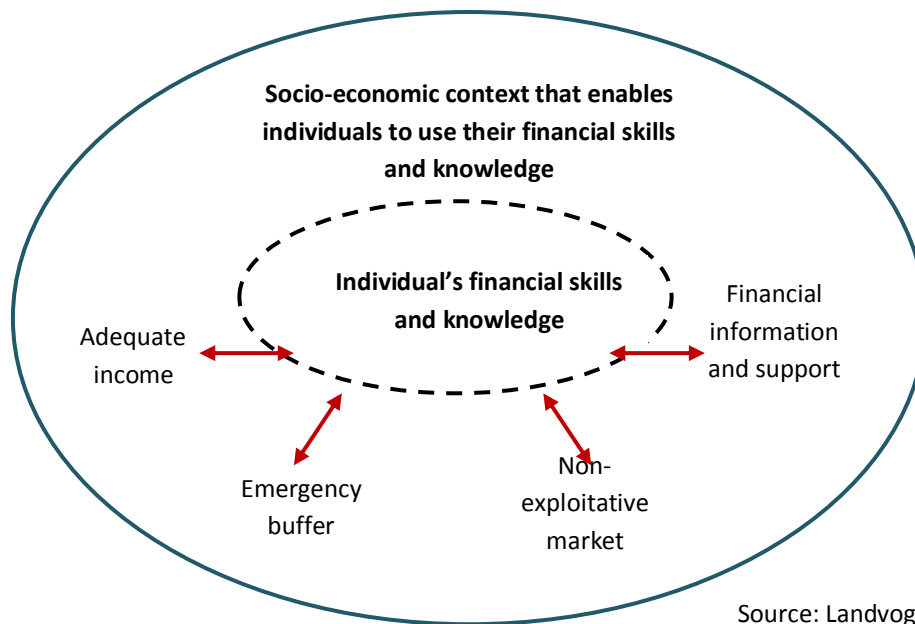 Socio-economic context that enables
individuals to use their financial skills
and knowledge
Individual’s financial skills
and knowledge
Financial
information
and support
Adequate
income
Emergency
buffer
Non-
exploitative
market
Source: Landvog